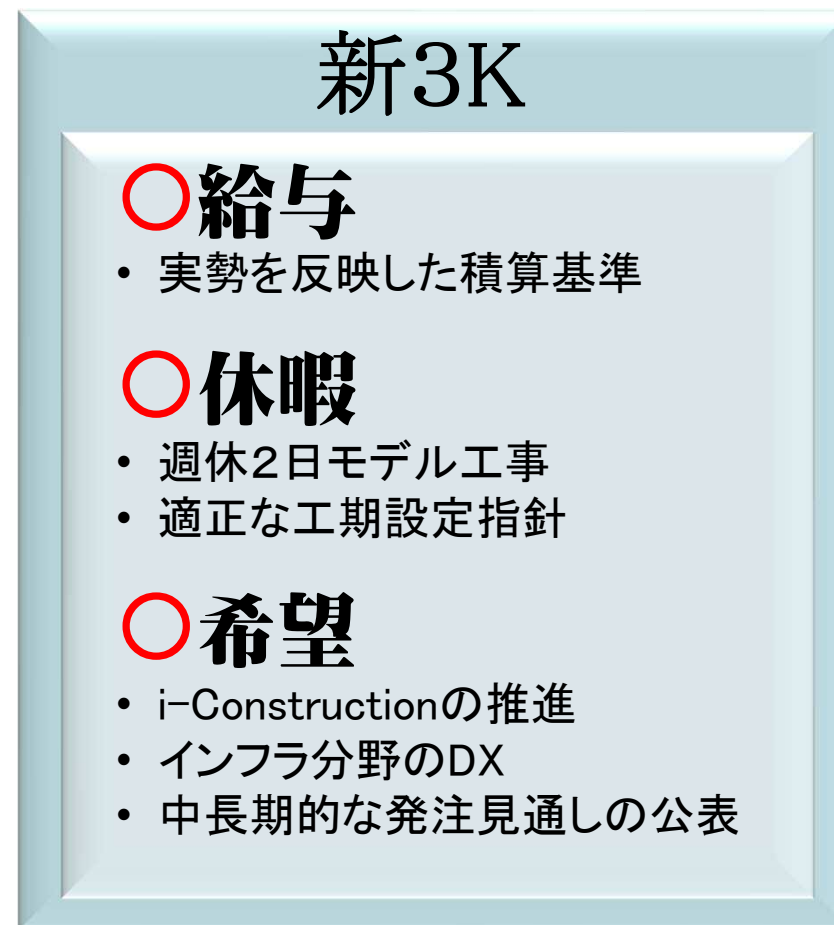 新3K
○給与
• 実勢を反映した積算基準
○休暇
• 週休２日モデル工事
• 適正な工期設定指針
○希望
• i-Constructionの推進
• インフラ分野のDX
• 中長期的な発注見通しの公表